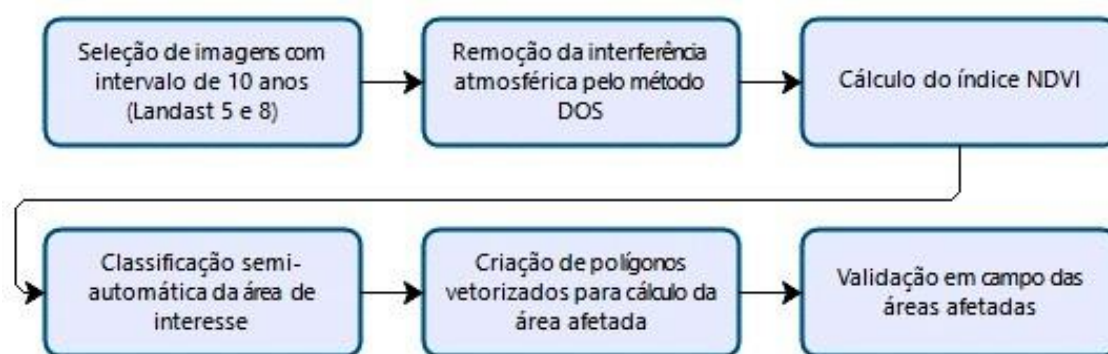 Seleção de imagens com
intervalo de 10 anos
(Landast 5 e 8)
Remoção da interferência
atmosférica pelo método
DOS
Cálculo do índice NDVI
Classificação semi-
automática da área de
interesse
Criação de polígonos
vetorizados para cálculo da
área afetada
Validação em campo das
áreas afetadas